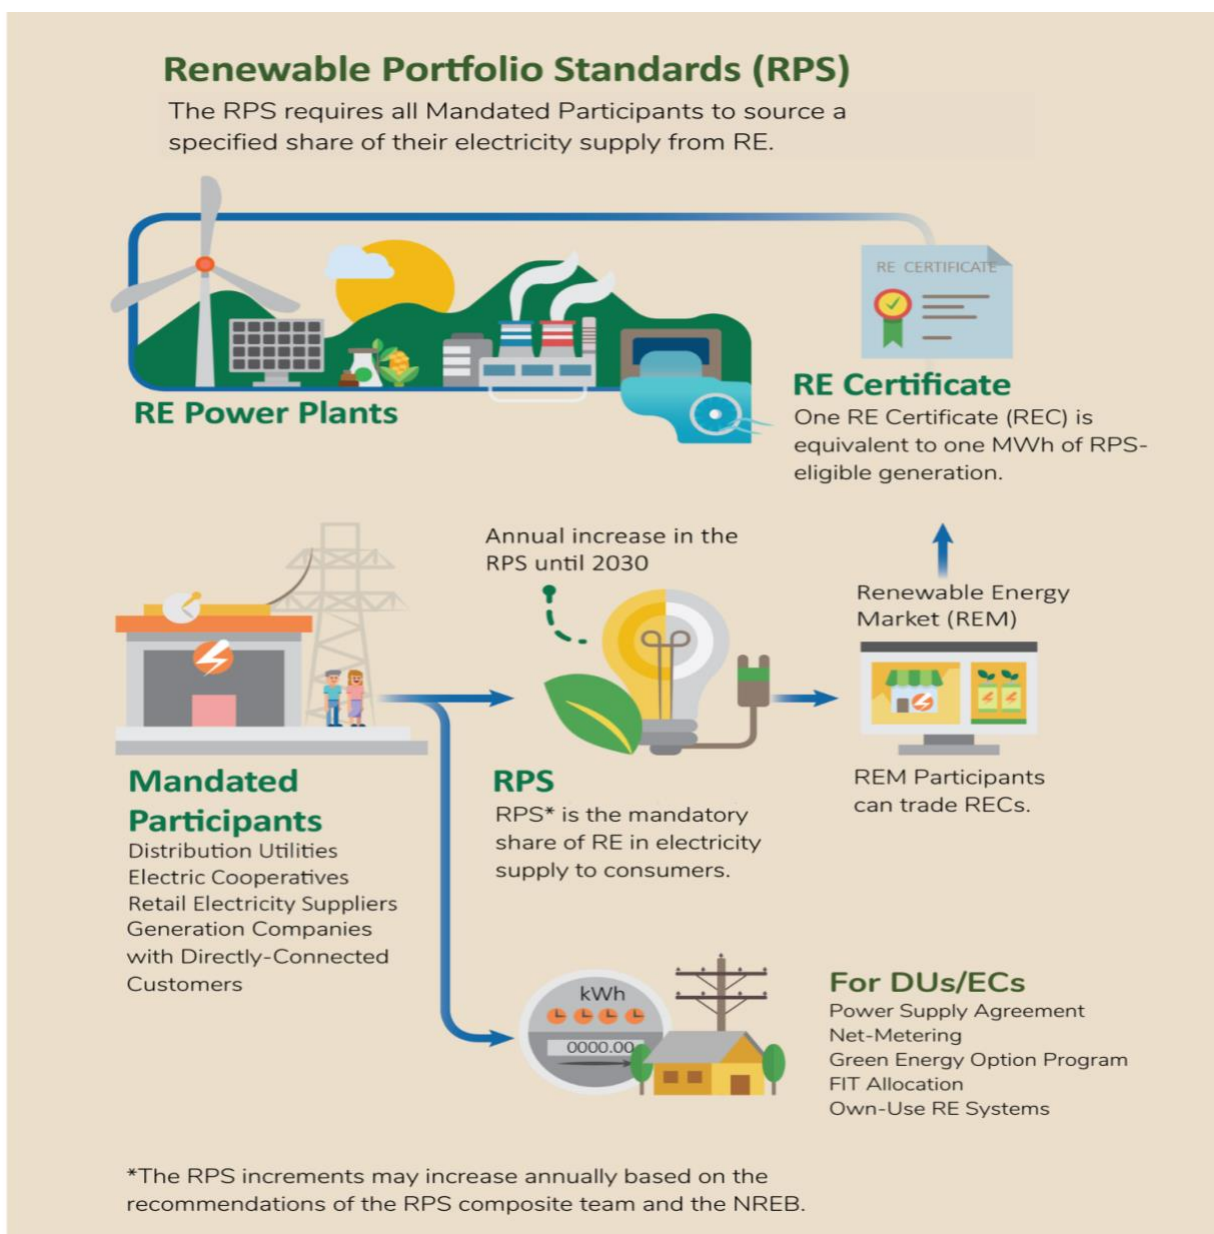 Renewable Portfolio Standards (RPS)
The RPS requires all Mandated Participants to source a
specified share of their electricity supply from RE.
RE CERTIFICATE
RE Power Plants
RE Certificate
One RE Certificate (REC) is
equivalent to one MWh of RPS-
eligible generation.
Annual increase in the
RPS until 2030
Renewable Energy
Market (REM)
Mandated
Participants
Distribution Utilities
Electric Cooperatives
Retail Electricity Suppliers
Generation Companies
with Directly-Connected
Customers
RPS
RPS* is the mandatory
share of RE in electricity
supply to consumers.
REM Participants
can trade RECs.
kWh
0000.00
For DUs/ECs
Power Supply Agreement
Net-Metering
Green Energy Option Program
FIT Allocation
Own-Use RE Systems
*The RPS increments may increase annually based on the
recommendations of the RPS composite team and the NREB.